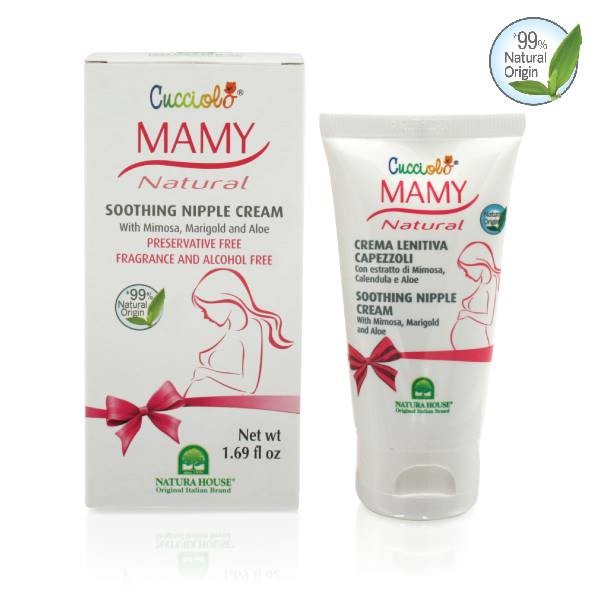 >99%
Natural
Origin
Cucciolo®
MAMY
Natural
SOOTHING NIPPLE CREAM
With Mimosa, Marigold and Aloe
PRESERVATIVE FREE
FRAGRANCE AND ALCOHOL FREE
>99%
Natural
Origin
Net wt
1.69 fl oz
NATURA HOUSE®
Original Italian Brand
Cucciolo®
MAMY
Natural
Natural
Origin
CREMA LENITIVA
CAPEZZOLI
Con estratto di Mimosa,
Calendula e Aloe
SOOTHING NIPPLE
CREAM
With Mimosa, Marigold
and Aloe
NATURA HOUSE®
Original Italian Brand